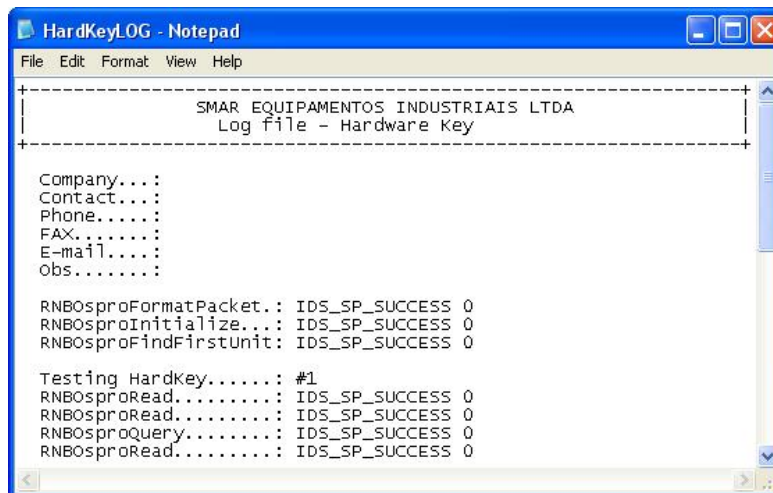 HardKeyLOG - Notepad
File Edit Format View Help
+-----------------------------------------------------------------------+
| SMAR EQUIPAMENTOS INDUSTRIAIS LTDA |
| Log file - Hardware Key |
+-----------------------------------------------------------------------+
Company...:
Contact...:
Phone.....:
FAX.......:
E-mail....:
Obs.......:
RNBOsproFormatPacket.: IDS_SP_SUCCESS 0
RNBOsproInitialize...: IDS_SP_SUCCESS 0
RNBOsproFindFirstUnit: IDS_SP_SUCCESS 0
Testing HardKey......: #1
RNBOsproRead.........: IDS_SP_SUCCESS 0
RNBOsproRead.........: IDS_SP_SUCCESS 0
RNBOsproQuery........: IDS_SP_SUCCESS 0
RNBOsproRead.........: IDS_SP_SUCCESS 0